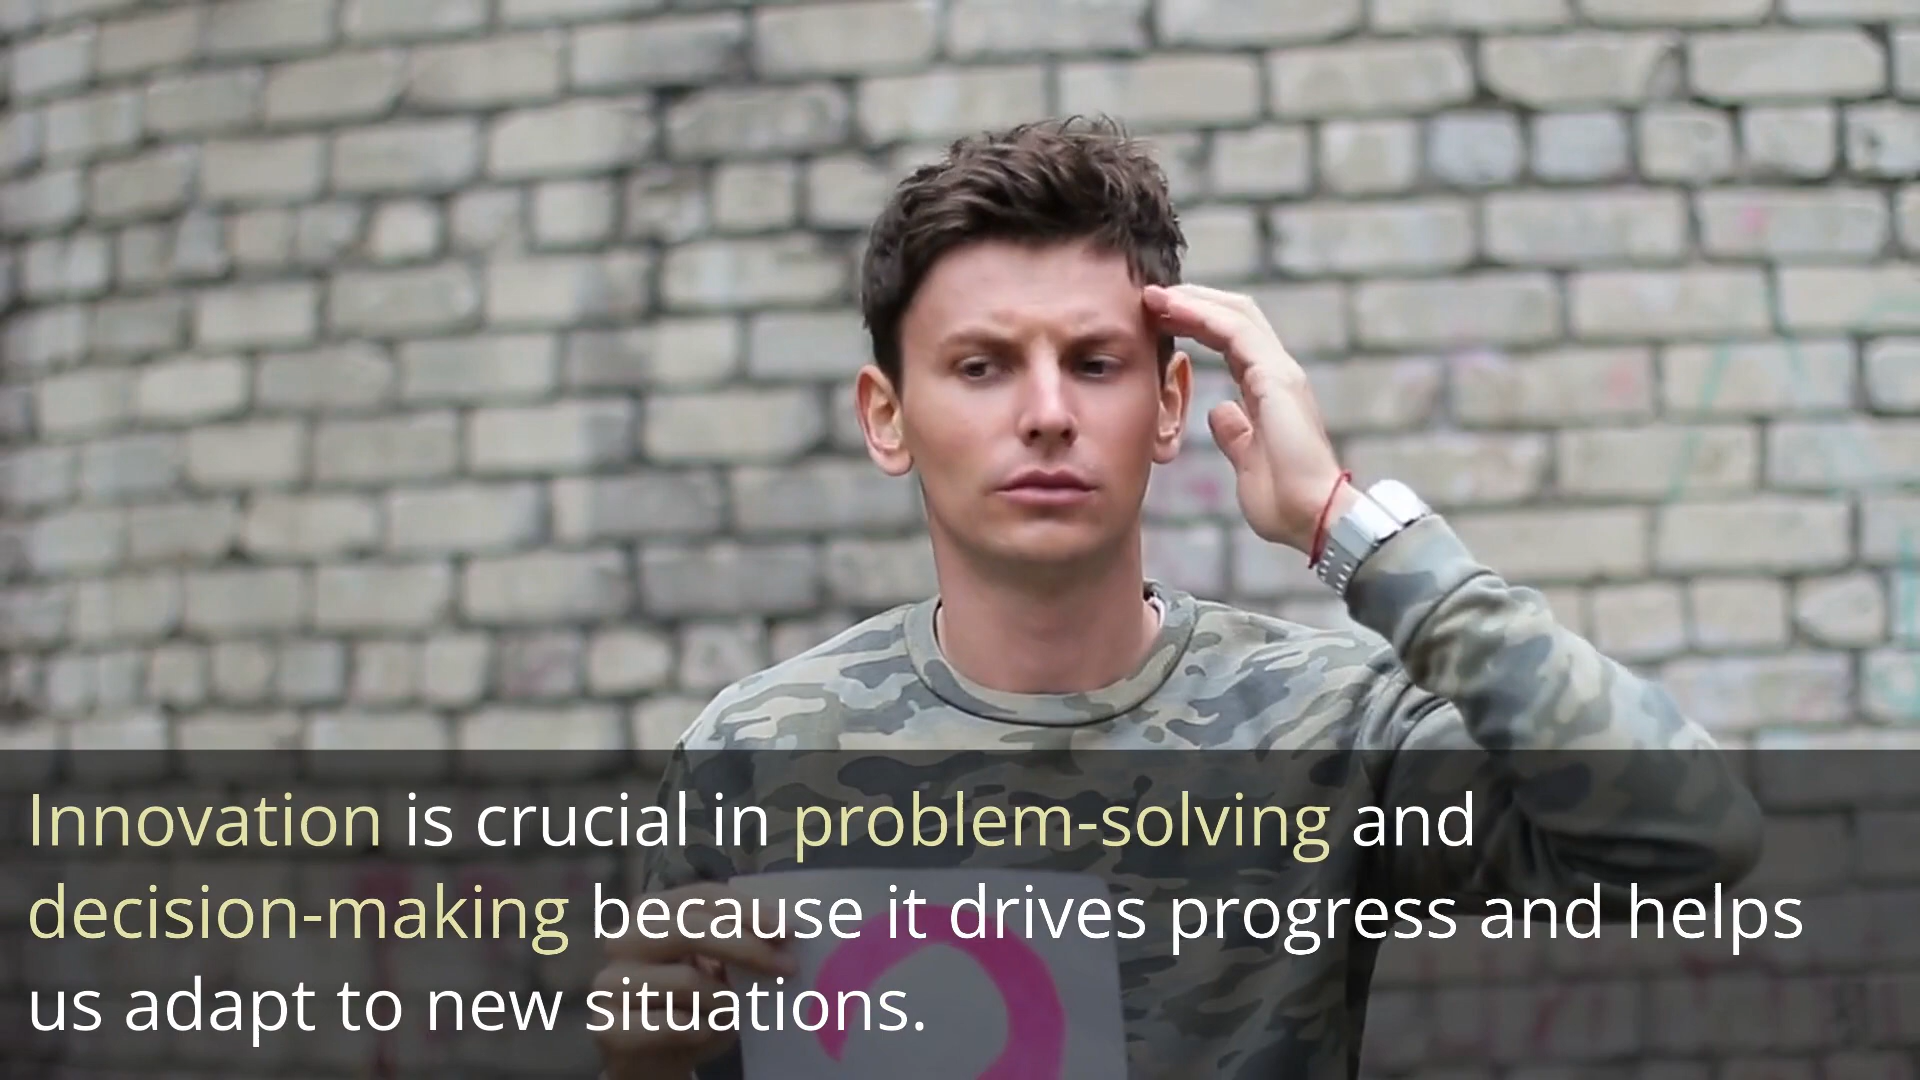 Innovation is crucial in problem-solving and
decision-making because it drives progress and helps
us adapt to new situations.